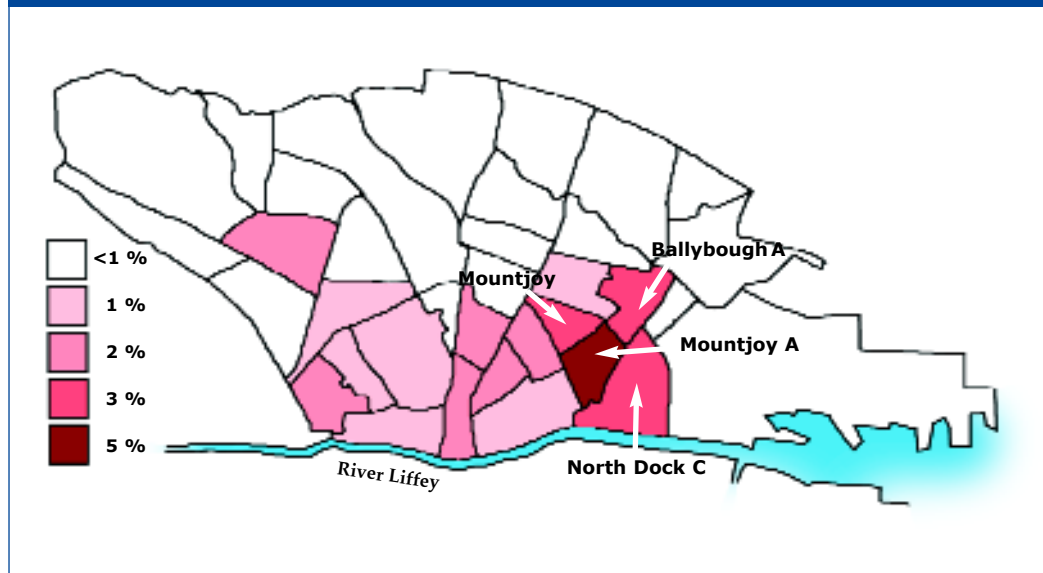 Ballybough A
<1 %
Mountjoy
1 %
Mountjoy A
2 %
3 %
5 %
North Dock C
River Liffey